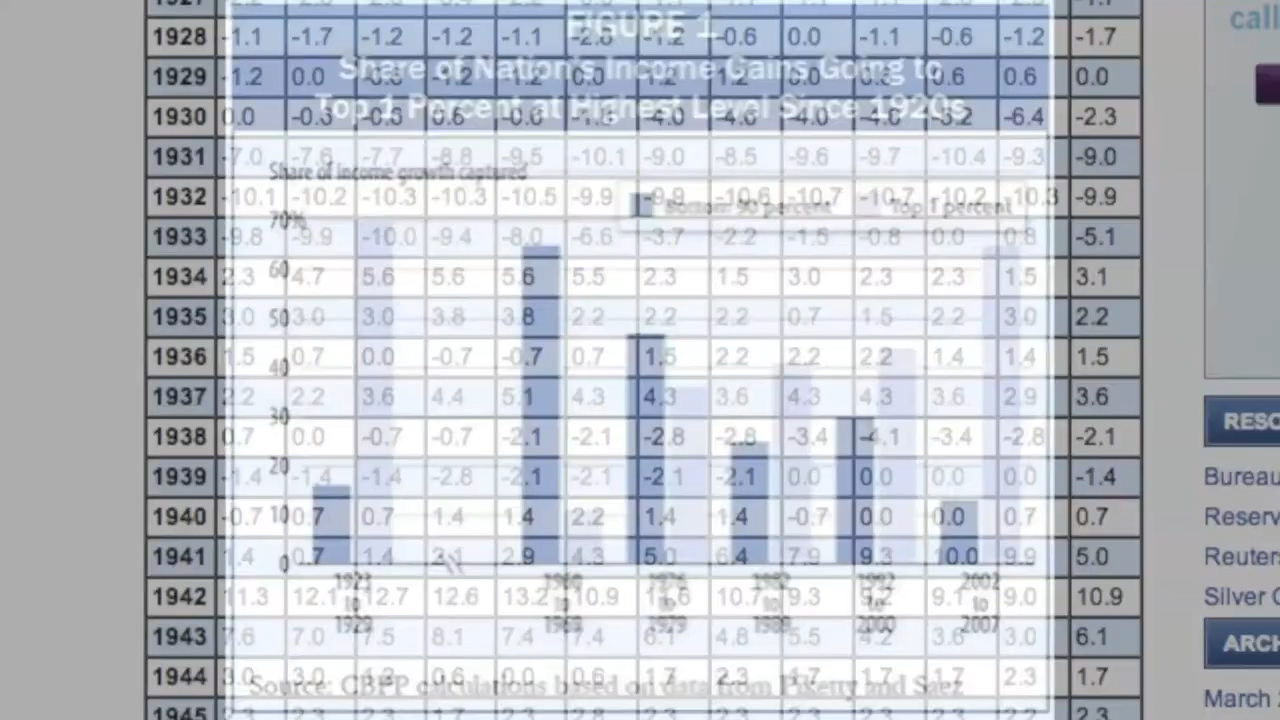 FIGURE 1
Share of Nation's Income Gains Going to
Top 1 Percent at Highest Level Since 1920s
Share of income growth captured
Bottom 90 percent Top 1 percent
70%
60
50
40
30
20
10
0
1923 to 1929
1960 to 1969
1976 to 1979
1982 to 1989
1992 to 2000
2002 to 2007
Source: CBPP calculations based on data from Piketty and Saez
1928 -1.1 -1.7 -1.2 -1.2 -1.1 -1.2 -0.6 0.0 -1.1 -0.6 -1.2 -1.7
1929 -1.2 0.0 -1.2 0.6 0.6 0.0
1930 0.0 -6.4 -2.3
1931 -7.0 -7.6 -7.7 -8.8 -9.5 -10.1 -9.0 -8.5 -9.6 -9.7 -10.4 -9.3 -9.0
1932 -10.1 -10.2 -10.3 -10.3 -10.5 -9.9 -9.9 -10.6 -10.7 -10.7 -10.2 -10.3 -9.9
1933 -9.8 -9.9 -10.0 -9.4 -8.0 -6.6 -3.7 -2.2 -1.5 -0.8 0.0 0.8 -5.1
1934 2.3 4.7 5.6 5.6 5.6 5.5 2.3 1.5 3.0 2.3 2.3 1.5 3.1
1935 3.0 3.0 3.0 3.8 3.8 2.2 2.2 2.2 0.7 1.5 2.2 3.0 2.2
1936 1.5 0.7 0.0 -0.7 -0.7 0.7 1.5 2.2 2.2 2.2 1.4 1.4 1.5
1937 2.2 2.2 3.6 4.4 5.1 4.3 4.3 3.6 4.3 4.3 3.6 2.9 3.6
1938 0.7 0.0 -0.7 -0.7 -2.1 -2.1 -2.8 -2.8 -3.4 -4.1 -3.4 -2.8 -2.1
1939 -1.4 -1.4 -1.4 -2.8 -2.1 -2.1 -2.1 -2.1 0.0 0.0 0.0 0.0 -1.4
1940 -0.7 0.7 0.7 1.4 1.4 2.2 1.4 1.4 -0.7 0.0 0.0 0.7 0.7
1941 1.4 0.7 1.4 2.1 2.9 4.3 5.0 6.4 7.9 9.3 10.0 9.9 5.0
1942 11.3 12.1 12.7 12.6 13.2 10.9 10.7 9.3 9.1 9.0 10.9
1943 7.6 7.0 7.5 8.1 7.4 7.4 6.1 4.8 5.5 4.2 3.6 3.0 6.1
1944 3.0 3.0 0.6 0.0 0.6 1.7 2.3 1.7 1.7 1.7 2.3 1.7
1945 2.3
call
RESO
Bureau
Reserv
Reuters
Silver
ARCH
March